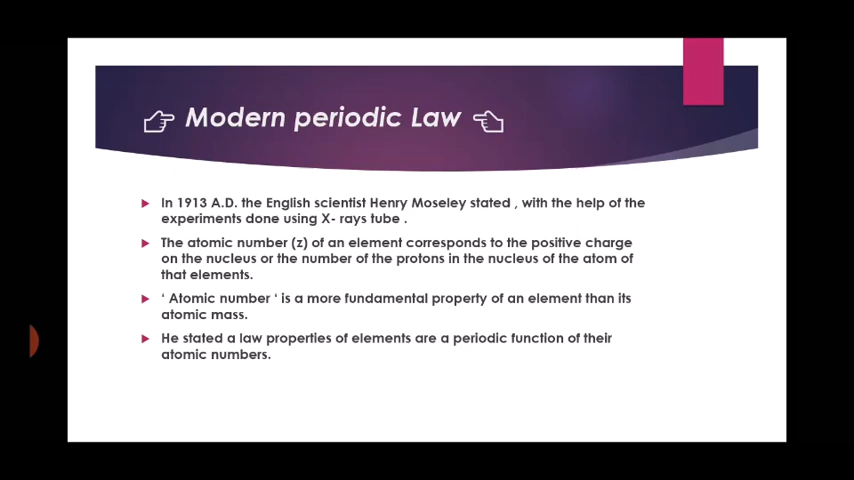 Modern periodic Law
In 1913 A.D. the English scientist Henry Moseley stated , with the help of the
experiments done using X- rays tube .
The atomic number (z) of an element corresponds to the positive charge
on the nucleus or the number of the protons in the nucleus of the atom of
that elements.
‘ Atomic number ‘ is a more fundamental property of an element than its
atomic mass.
He stated a law properties of elements are a periodic function of their
atomic numbers.